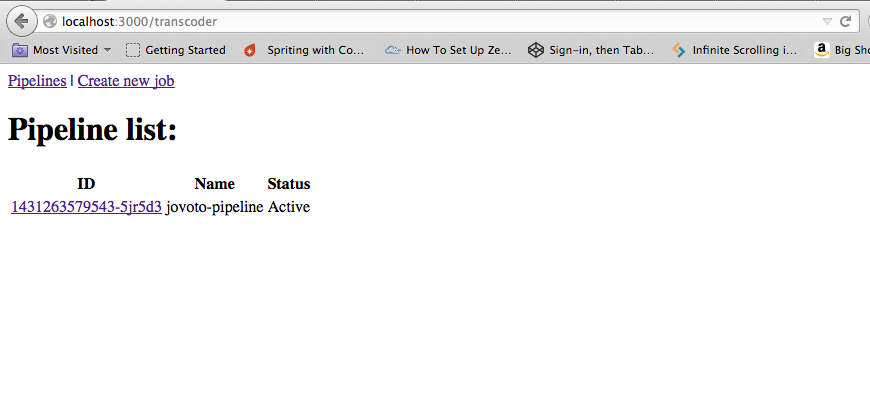 localhost:3000/transcoder
Most Visited Getting Started Spriting with Co... How To Set Up Ze... Sign-in, then Tab... Infinite Scrolling i... Big Sho
Pipelines | Create new job
Pipeline list:
ID Name Status
1431263579543-5jr5d3 jovoto-pipeline Active